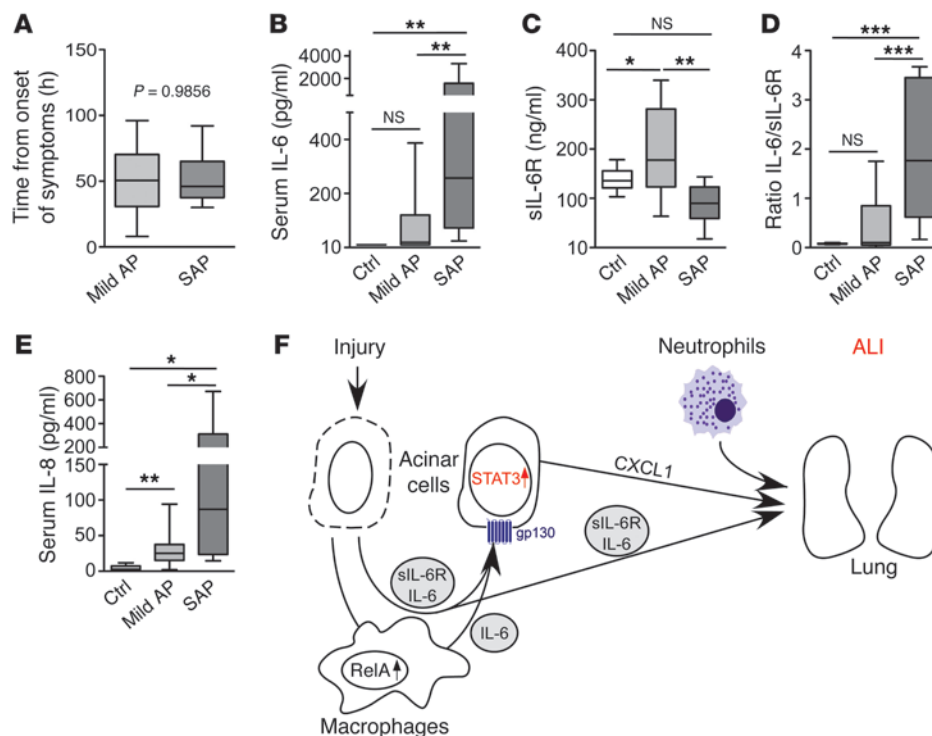 A
Time from onset
of symptoms (h)
150
100
50
0
P = 0.9856
Mild AP
SAP
B
Serum IL-6 (pg/ml)
4000
2000
400
200
10
**
**
NS
Ctrl
Mild AP
SAP
C
sIL-6R (ng/ml)
400
300
200
100
10
NS
*
**
Ctrl
Mild AP
SAP
D
Ratio IL-6/sIL-6R
4
3
2
1
0
***
***
NS
Ctrl
Mild AP
SAP
E
Serum IL-8 (pg/ml)
800
600
400
200
150
100
50
0
*
*
**
Ctrl
Mild AP
SAP
F
Injury
Neutrophils
ALI
Acinar
cells
STAT3
gp130
CXCL1
sIL-6R
IL-6
sIL-6R
IL-6
IL-6
RelA
Macrophages
Lung